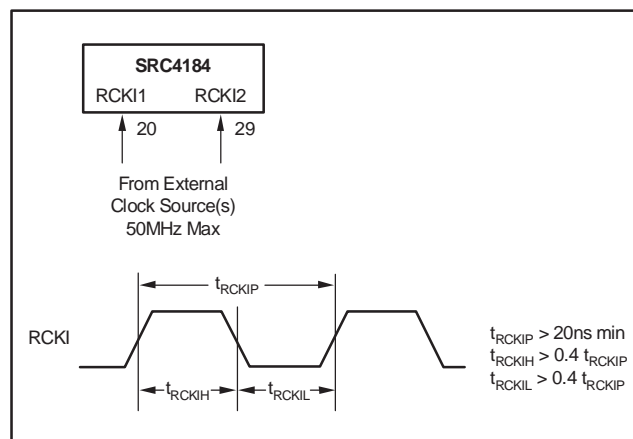 SRC4184
RCKI1 RCKI2
20 29
From External
Clock Source(s)
50MHz Max
tRCKIP
RCKI
tRCKIH tRCKIL
tRCKIP > 20ns min
tRCKIH > 0.4 tRCKIP
tRCKIL > 0.4 tRCKIP